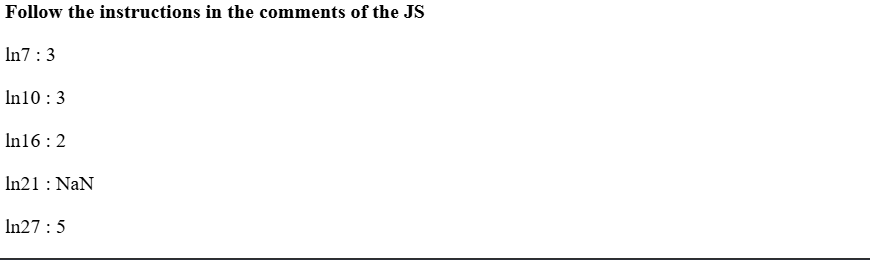 Follow the instructions in the comments of the JS
ln7 : 3
ln10 : 3
ln16 : 2
ln21 : NaN
ln27 : 5